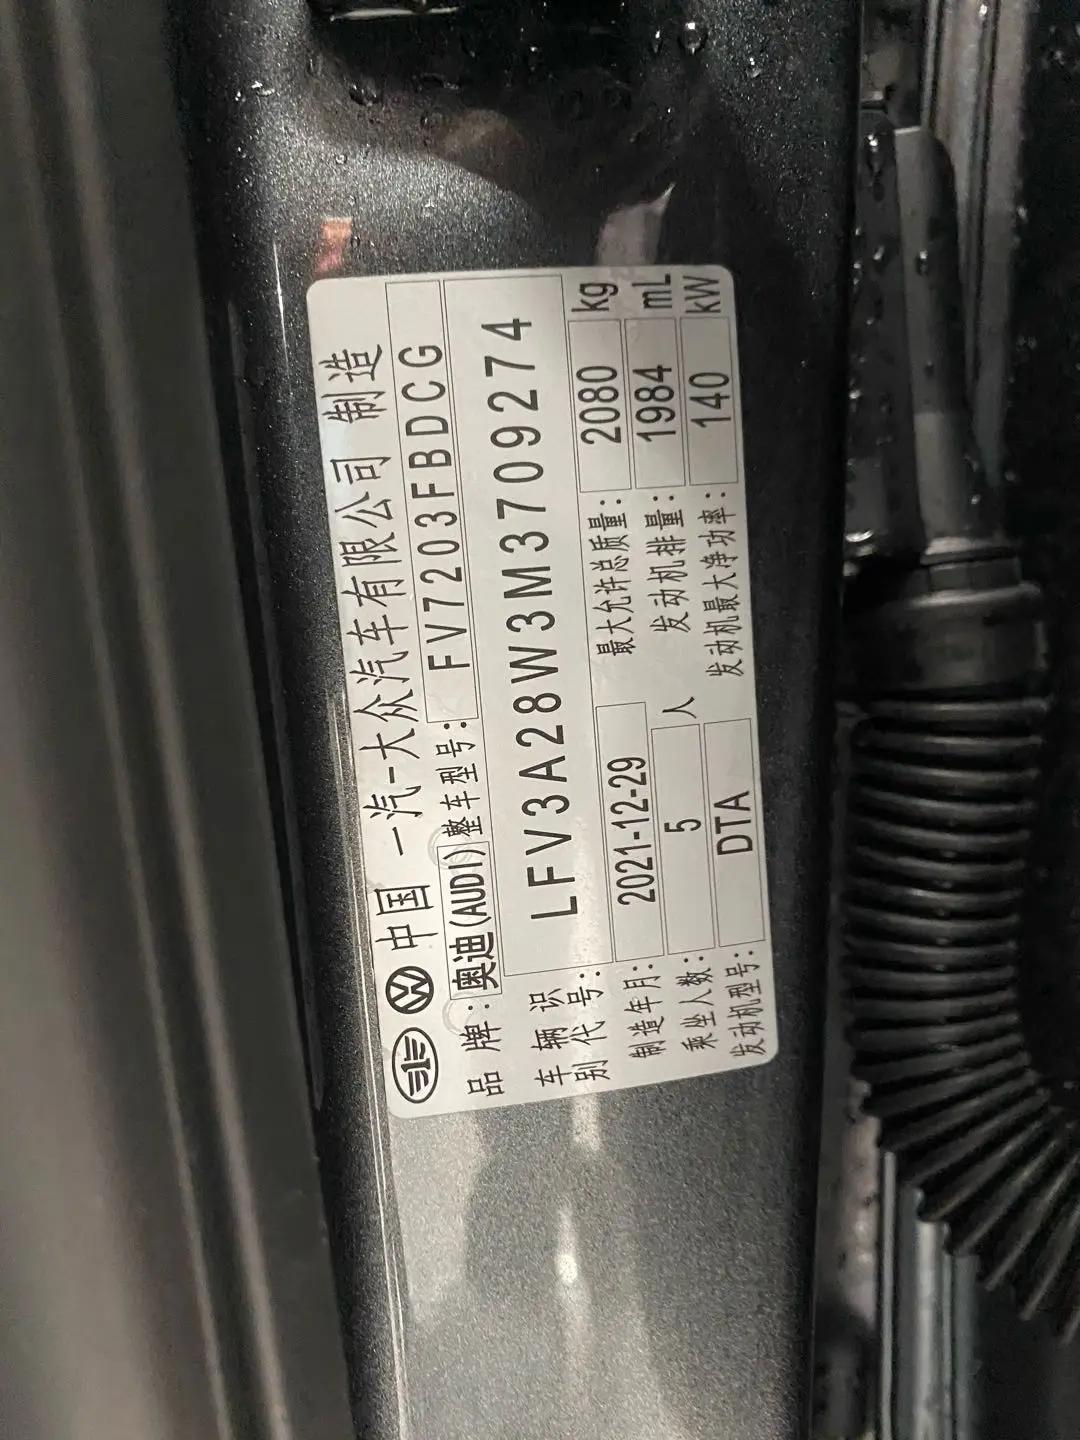 中国 一汽-大众汽车有限公司 制造
品 牌：奥迪(AUDI) 整车型号：FV7203FBDCG
车辆识别代号：LFV3A28W3M3709274
制造年月：2021-12-29 最大允许总质量：2080 kg
乘坐人数：5 人 发动机排量：1984 mL
发动机型号：DTA 发动机最大净功率：140 kW